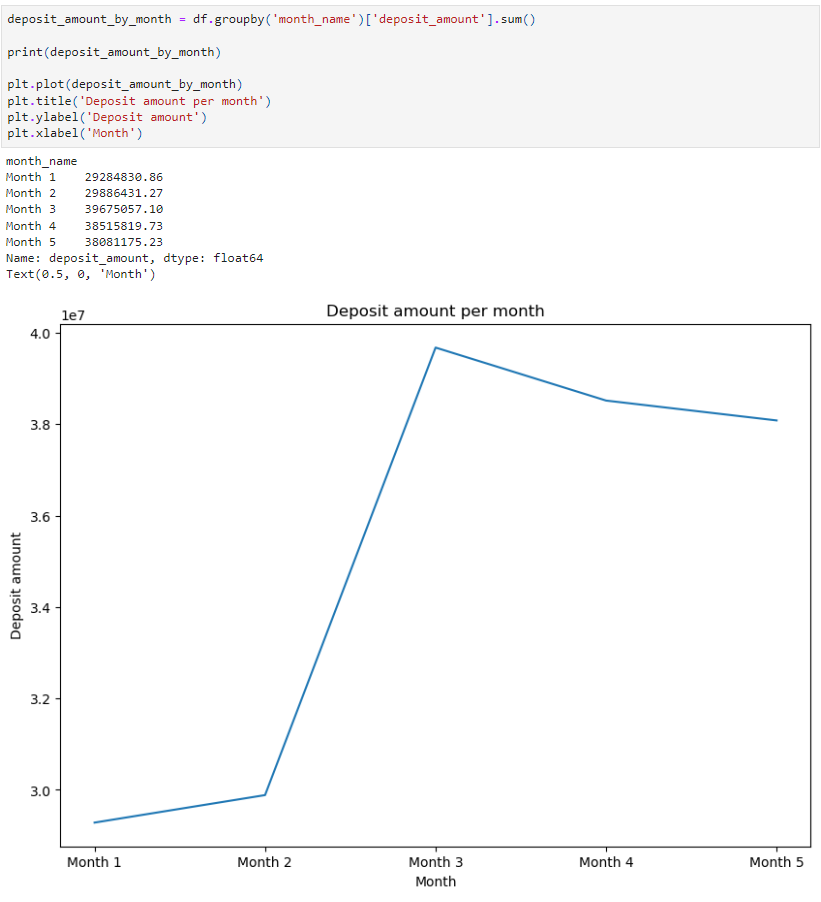 deposit_amount_by_month = df.groupby('month_name')['deposit_amount'].sum()
print(deposit_amount_by_month)
plt.plot(deposit_amount_by_month)
plt.title('Deposit amount per month')
plt.ylabel('Deposit amount')
plt.xlabel('Month')
month_name
Month 1    29284830.86
Month 2    29886431.27
Month 3    39675057.10
Month 4    38515819.73
Month 5    38081175.23
Name: deposit_amount, dtype: float64
Text(0.5, 0, 'Month')
Deposit amount per month
1e7
4.0
3.8
3.6
3.4
3.2
3.0
Deposit amount
Month 1 Month 2 Month 3 Month 4 Month 5
Month